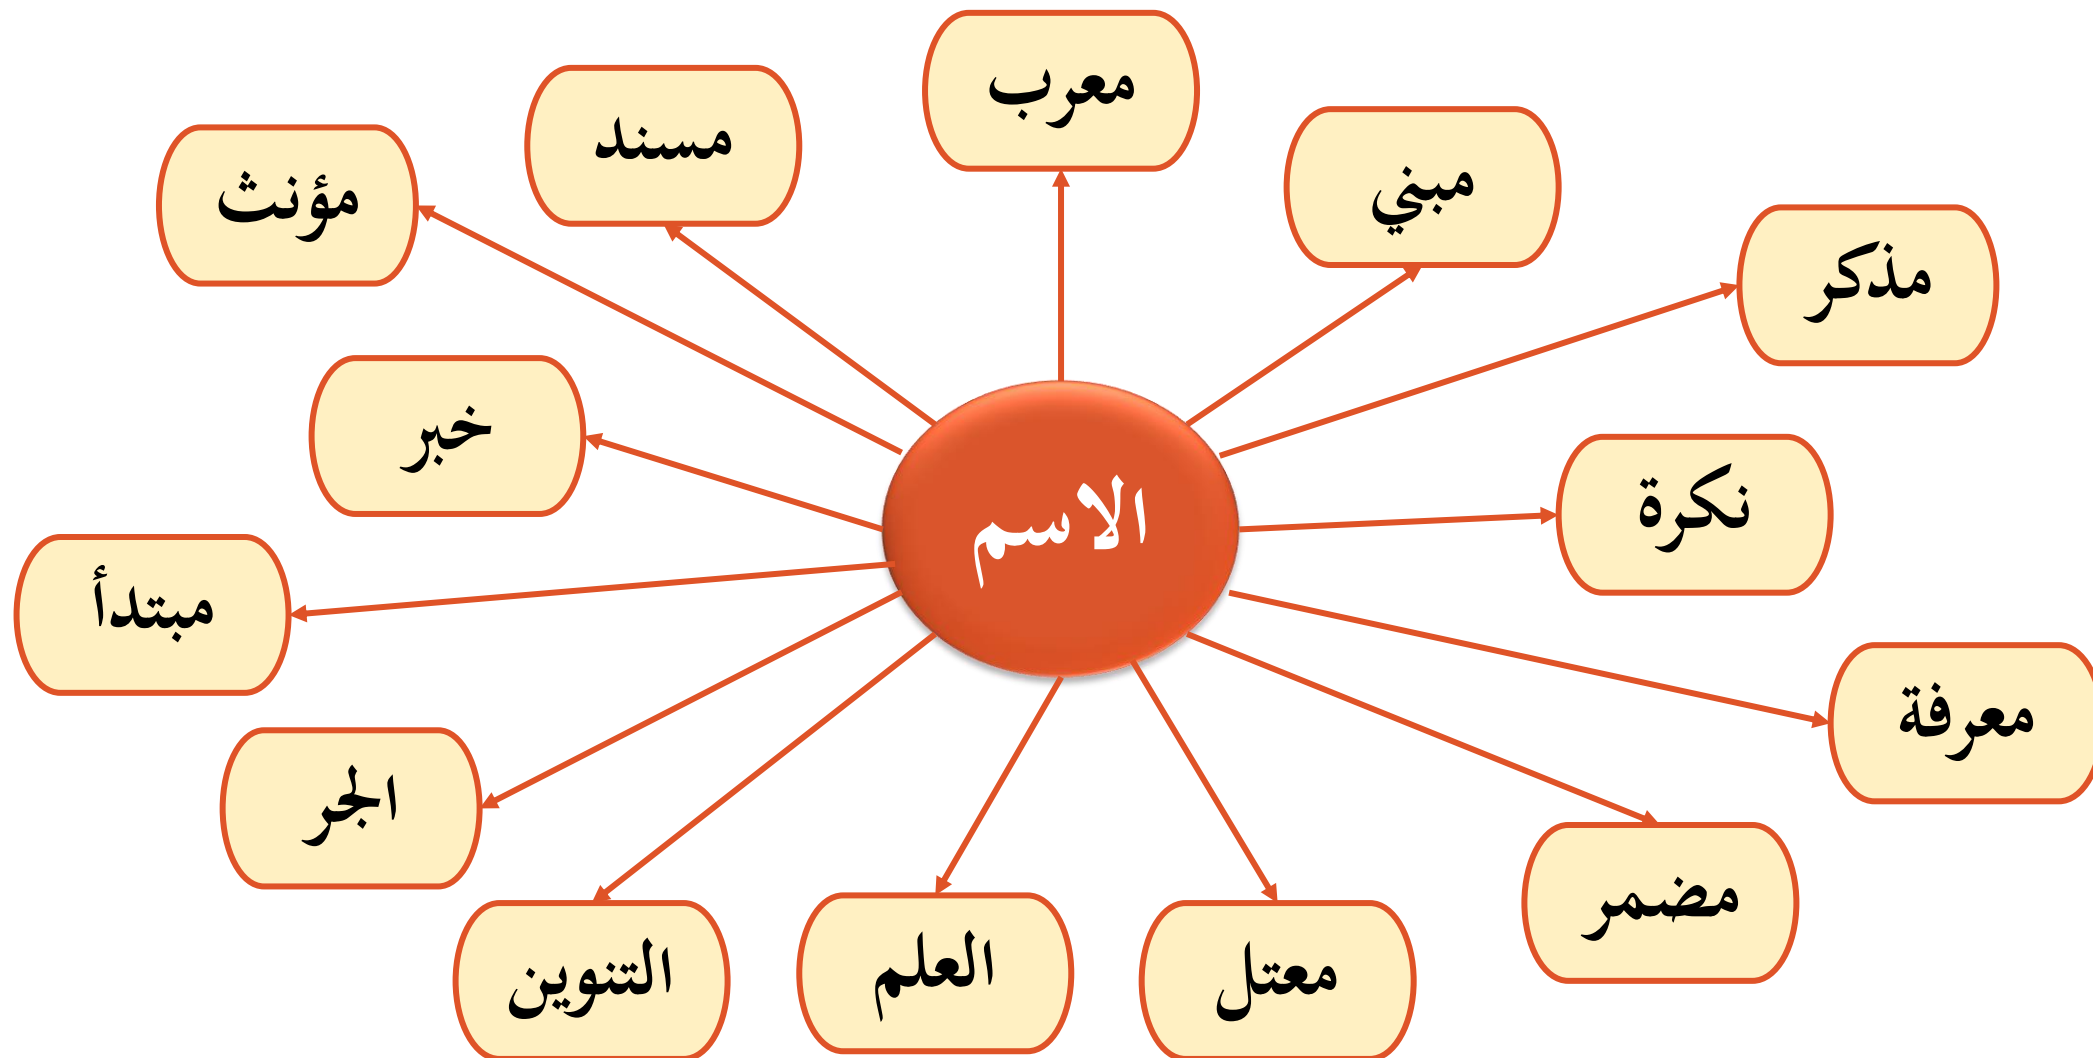 معرب
مسند
مبني
مؤنث
مذكر
خبر
نكرة
الاسم
مبتدأ
معرفة
الجر
مضمر
التنوين
العلم
معتل